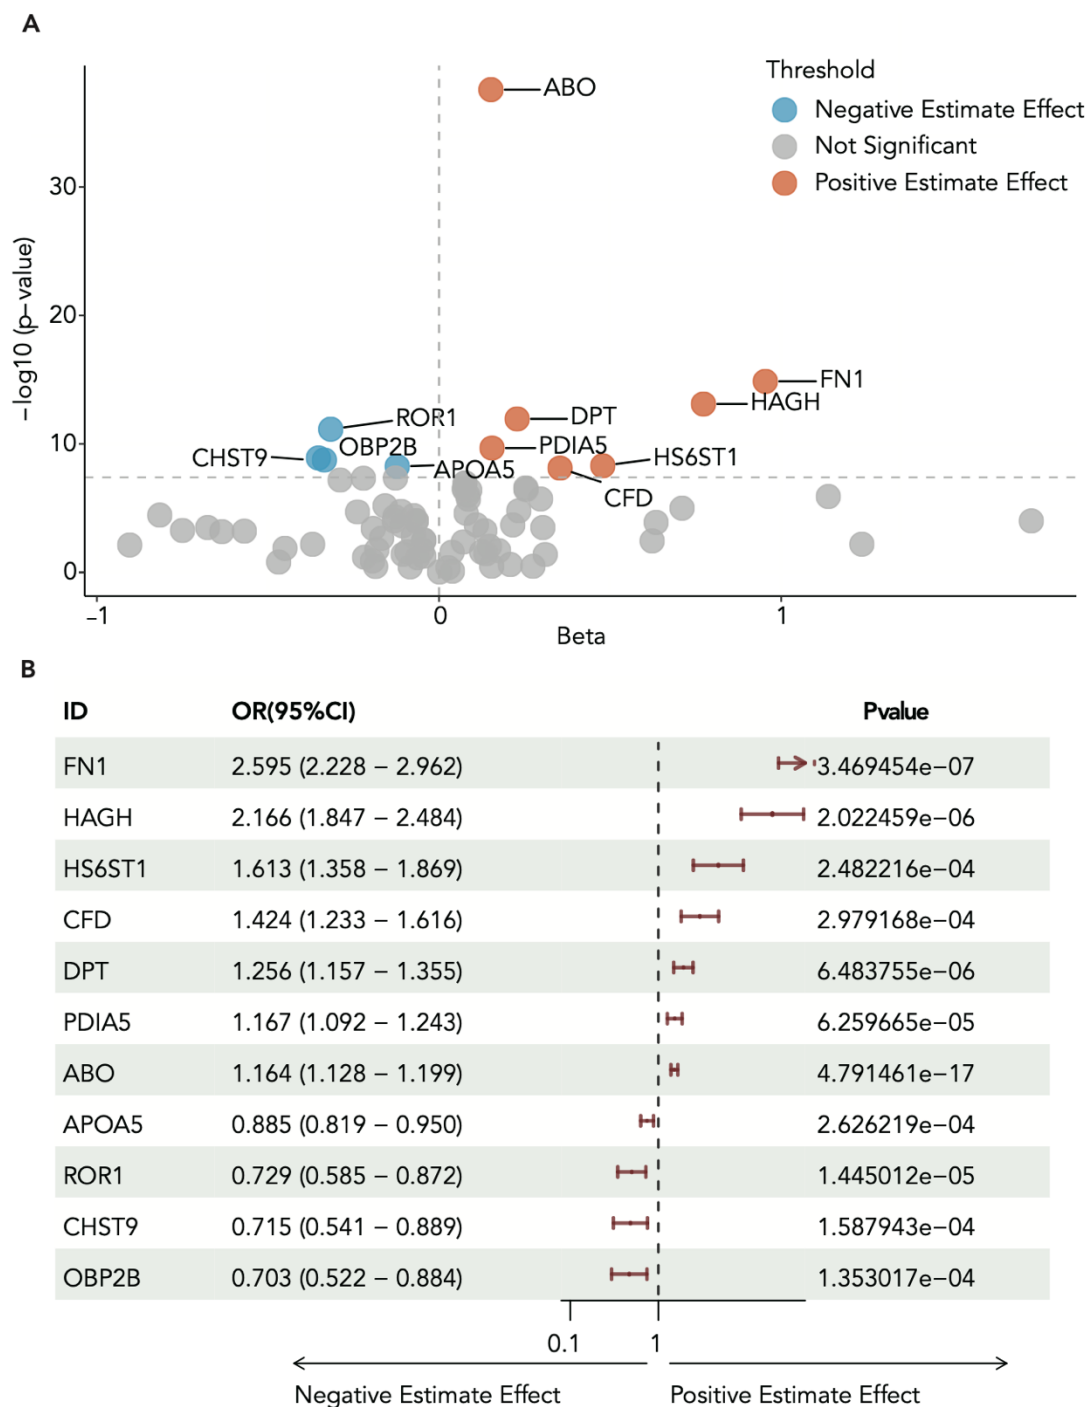 A
Threshold
Negative Estimate Effect
Not Significant
Positive Estimate Effect
ABO
FN1
HAGH
DPT
ROR1
PDIA5
OBP2B
CHST9
APOA5
HS6ST1
CFD
−log10 (p−value)
30
20
10
0
−1
0
1
Beta
B
ID OR(95%CI) Pvalue
FN1 2.595 (2.228 − 2.962) 3.469454e−07
HAGH 2.166 (1.847 − 2.484) 2.022459e−06
HS6ST1 1.613 (1.358 − 1.869) 2.482216e−04
CFD 1.424 (1.233 − 1.616) 2.979168e−04
DPT 1.256 (1.157 − 1.355) 6.483755e−06
PDIA5 1.167 (1.092 − 1.243) 6.259665e−05
ABO 1.164 (1.128 − 1.199) 4.791461e−17
APOA5 0.885 (0.819 − 0.950) 2.626219e−04
ROR1 0.729 (0.585 − 0.872) 1.445012e−05
CHST9 0.715 (0.541 − 0.889) 1.587943e−04
OBP2B 0.703 (0.522 − 0.884) 1.353017e−04
0.1 1
Negative Estimate Effect Positive Estimate Effect